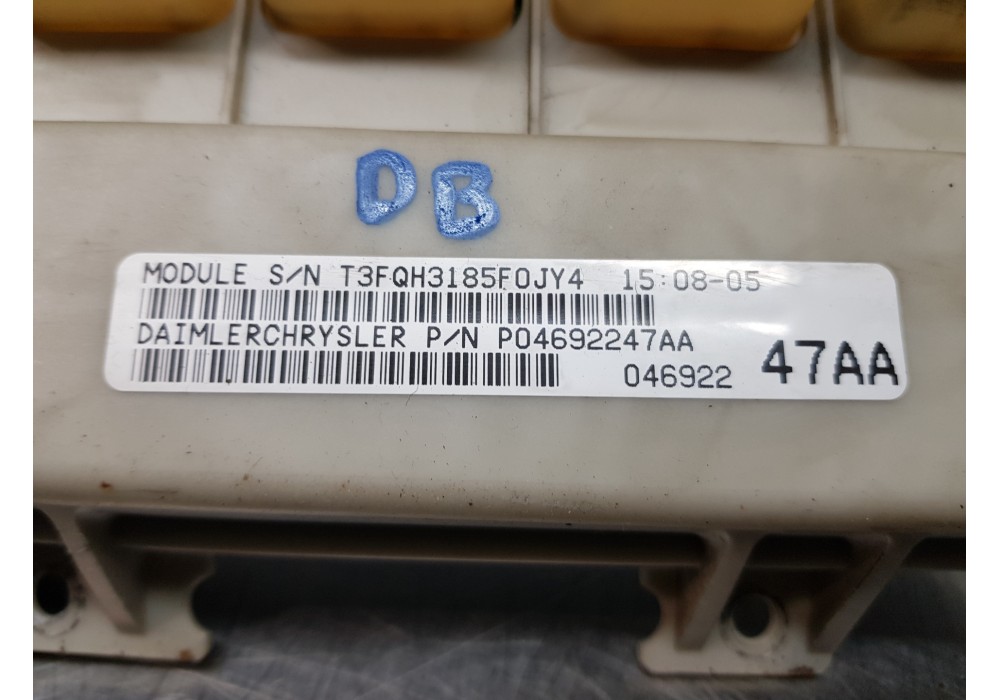 DB
MODULE S/N T3FQH3185F0JY4 15:08-05
DAIMLERCHRYSLER P/N P04692247AA
046922 47AA